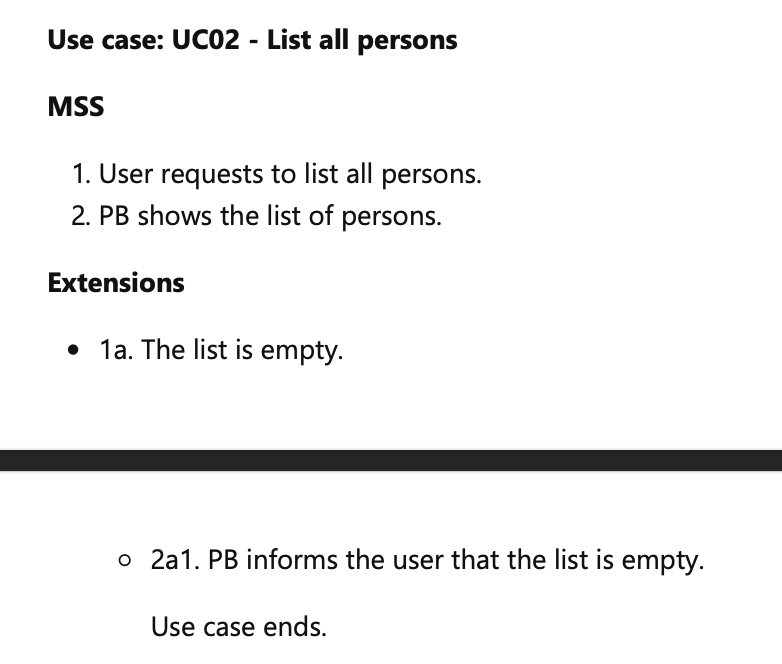 Use case: UC02 - List all persons
MSS
1. User requests to list all persons.
2. PB shows the list of persons.
Extensions
• 1a. The list is empty.
◦ 2a1. PB informs the user that the list is empty.
Use case ends.